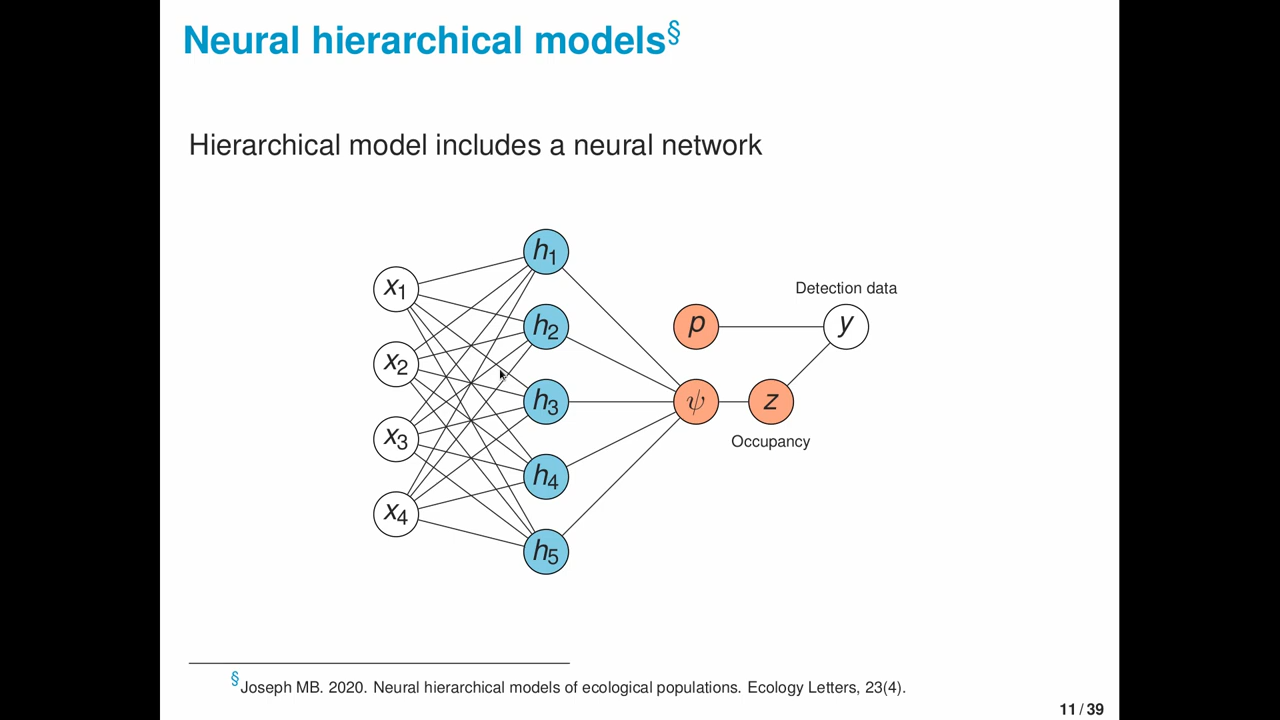 Neural hierarchical models§
Hierarchical model includes a neural network
x1
x2
x3
x4
h1
h2
h3
h4
h5
p
ψ
z
Occupancy
Detection data
y
§Joseph MB. 2020. Neural hierarchical models of ecological populations. Ecology Letters, 23(4).
11 / 39